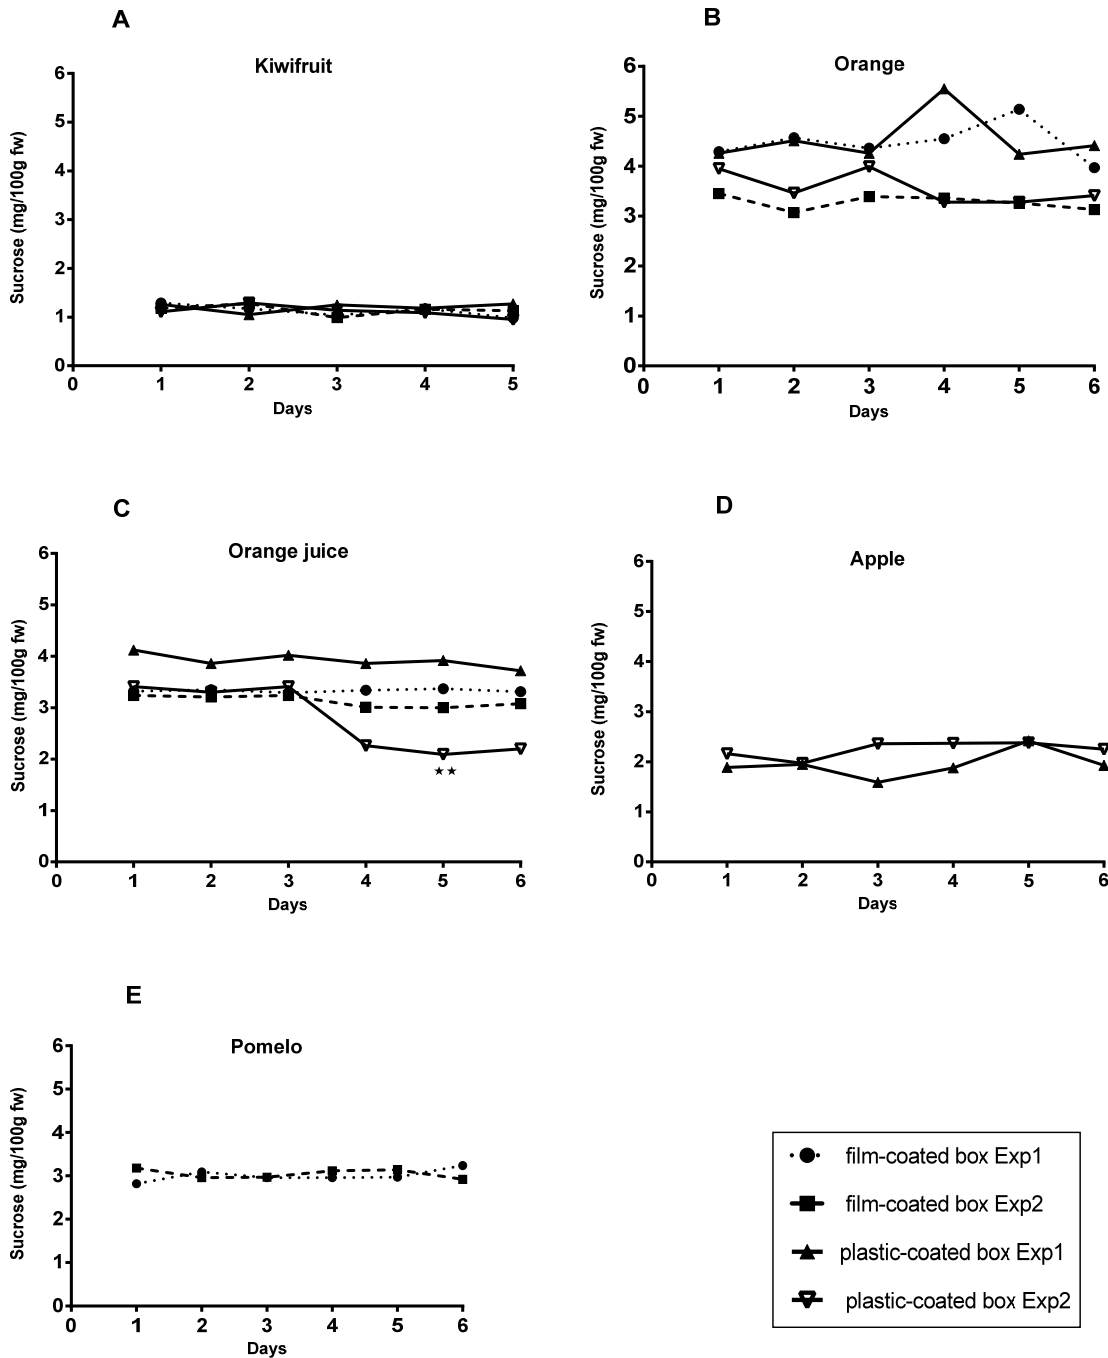 A
Kiwifruit
Sucrose (mg/100g fw)
6
5
4
3
2
1
0
0 1 2 3 4 5
Days
B
Orange
Sucrose (mg/100g fw)
6
5
4
3
2
1
0
0 1 2 3 4 5 6
Days
C
Orange juice
Sucrose (mg/100g fw)
6
5
4
3
2
1
0
★★
0 1 2 3 4 5 6
Days
D
Apple
Sucrose (mg/100g fw)
6
5
4
3
2
1
0
0 1 2 3 4 5 6
Days
E
Pomelo
Sucrose (mg/100g fw)
6
5
4
3
2
1
0
0 1 2 3 4 5 6
Days
film-coated box Exp1
film-coated box Exp2
plastic-coated box Exp1
plastic-coated box Exp2